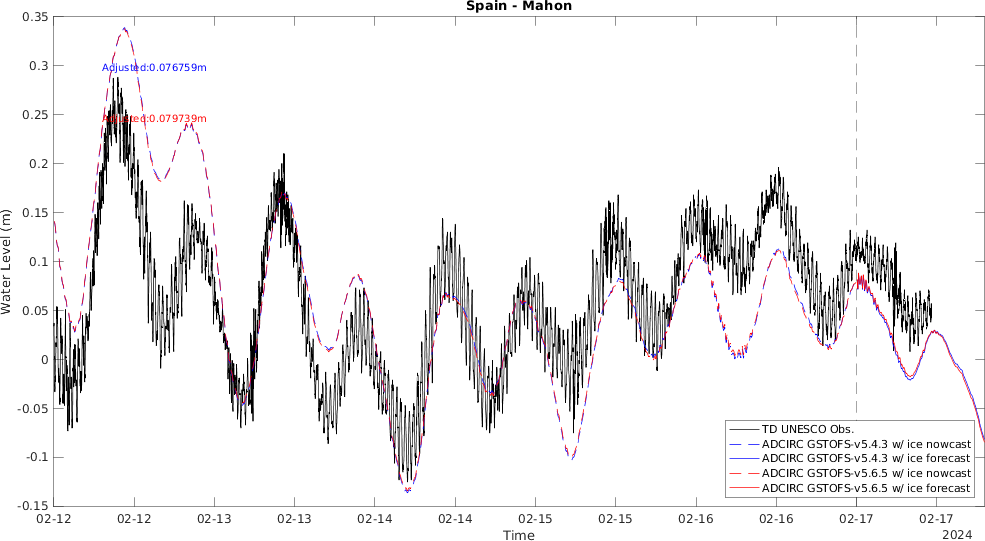 Spain - Mahon
0.35
0.3
0.25
0.2
0.15
0.1
0.05
0
-0.05
-0.1
-0.15
Water Level (m)
Adjusted:0.076759m
Adjusted:0.079739m
TD UNESCO Obs.
ADCIRC GSTOFS-v5.4.3 w/ ice nowcast
ADCIRC GSTOFS-v5.4.3 w/ ice forecast
ADCIRC GSTOFS-v5.6.5 w/ ice nowcast
ADCIRC GSTOFS-v5.6.5 w/ ice forecast
02-12 02-12 02-13 02-13 02-14 02-14 02-15 02-15 02-16 02-16 02-17 02-17
Time
2024